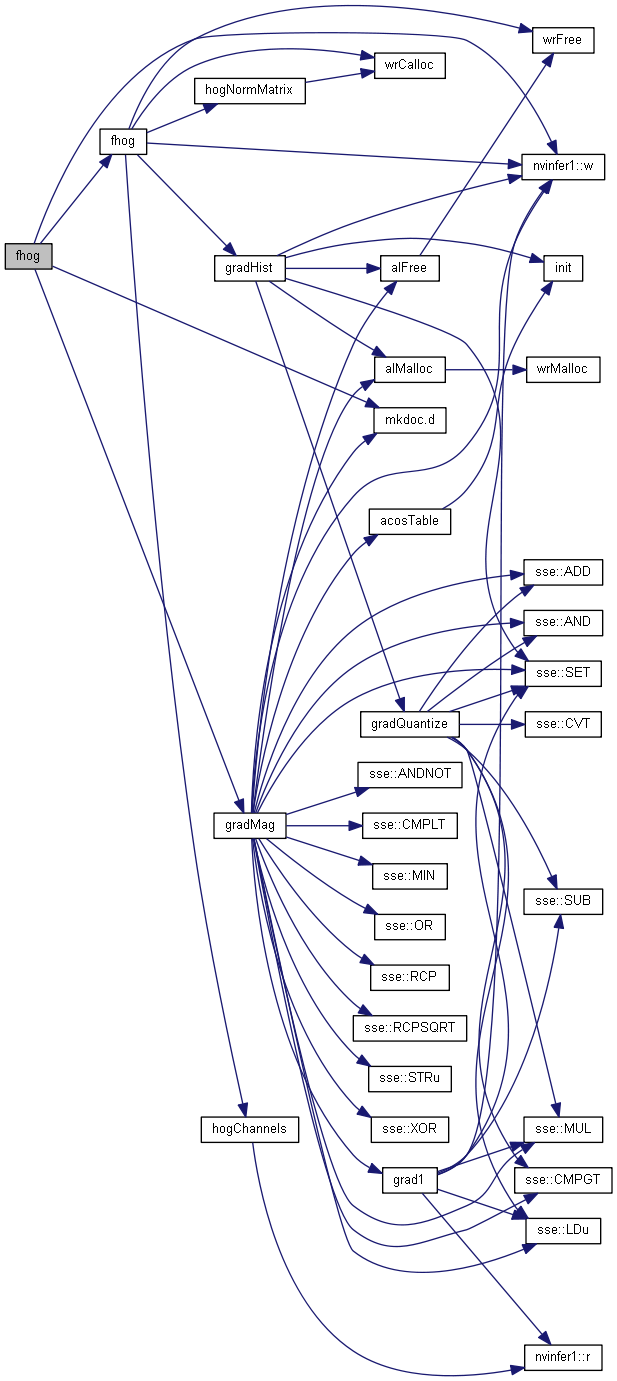 wrFree
wrCalloc
hogNormMatrix
fhog
nvinfer1::w
fhog
gradHist
alFree
init
alMalloc
wrMalloc
mkdoc.d
acosTable
sse::ADD
sse::AND
sse::SET
gradQuantize
sse::CVT
sse::ANDNOT
gradMag
sse::CMPLT
sse::MIN
sse::SUB
sse::OR
sse::RCP
sse::RCPSQRT
sse::STRu
hogChannels
sse::XOR
sse::MUL
grad1
sse::CMPGT
sse::LDu
nvinfer1::r